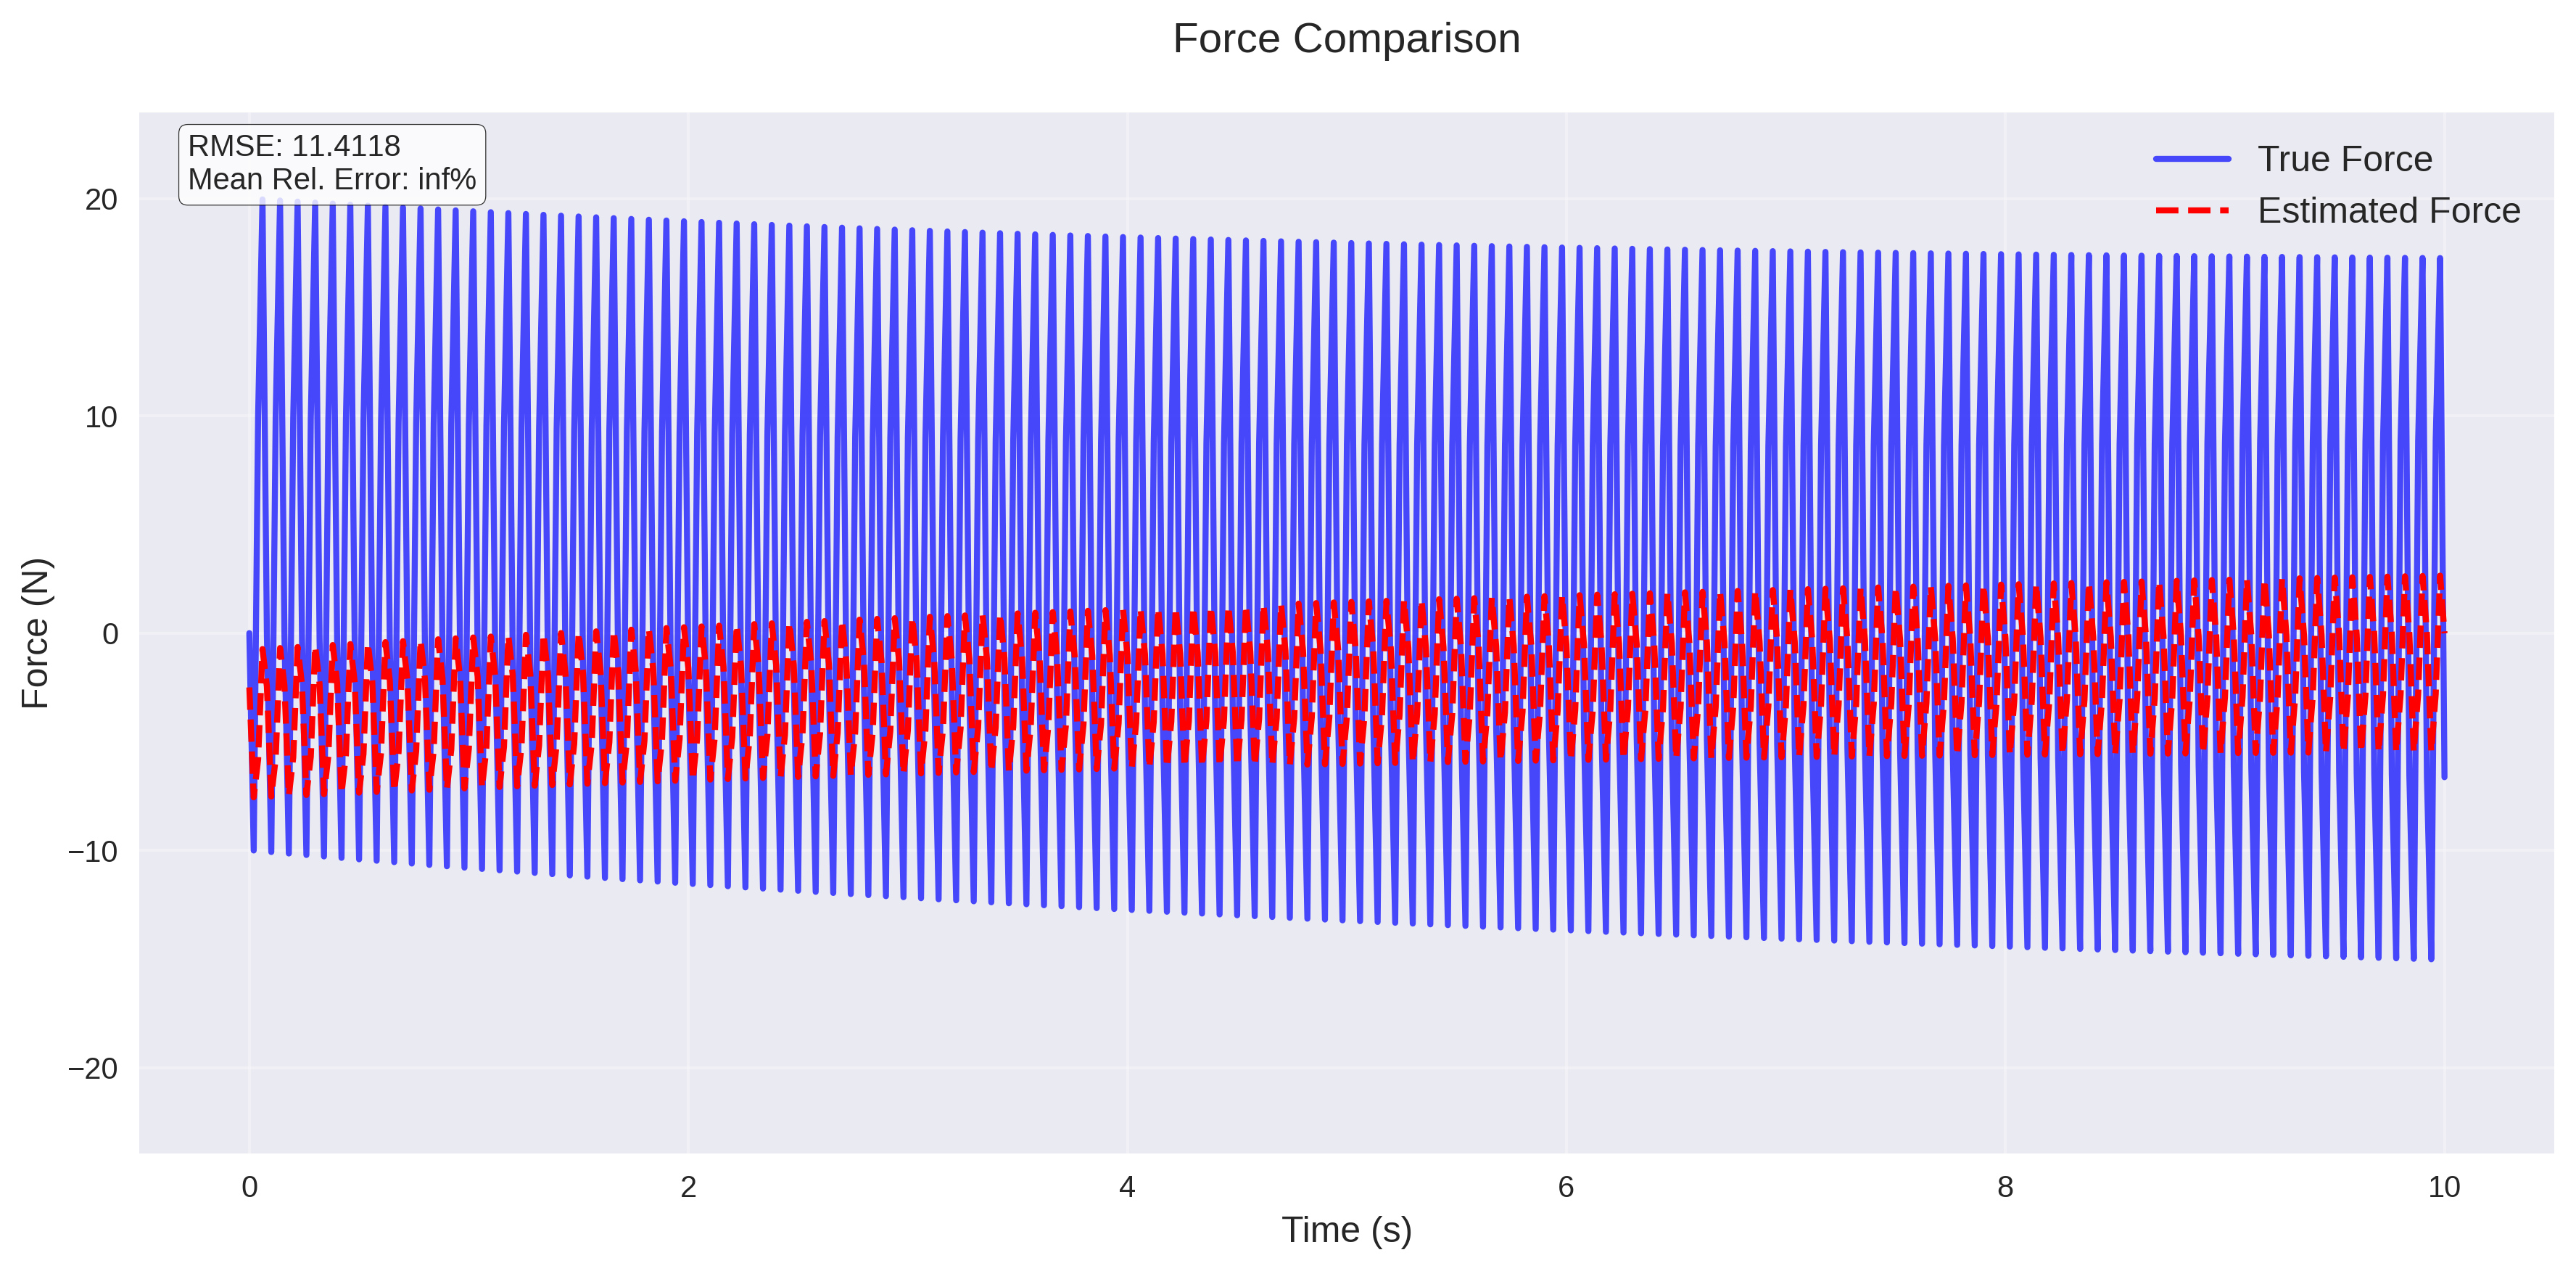 Force Comparison
RMSE: 11.4118
Mean Rel. Error: inf%
True Force
Estimated Force
20
10
0
−10
−20
Force (N)
0
2
4
6
8
10
Time (s)